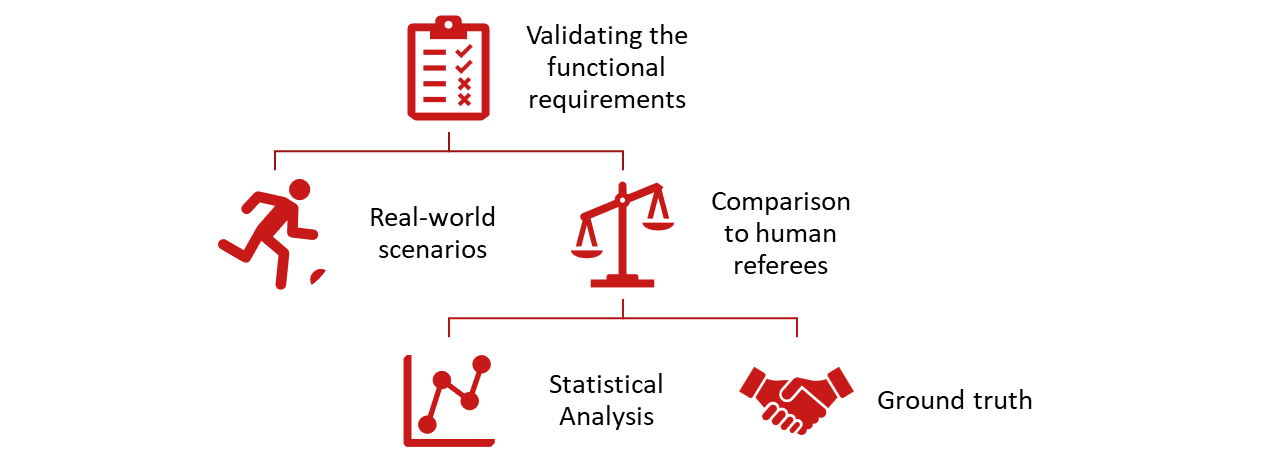 Validating the
functional
requirements
Real-world
scenarios
Comparison
to human
referees
Statistical
Analysis
Ground truth